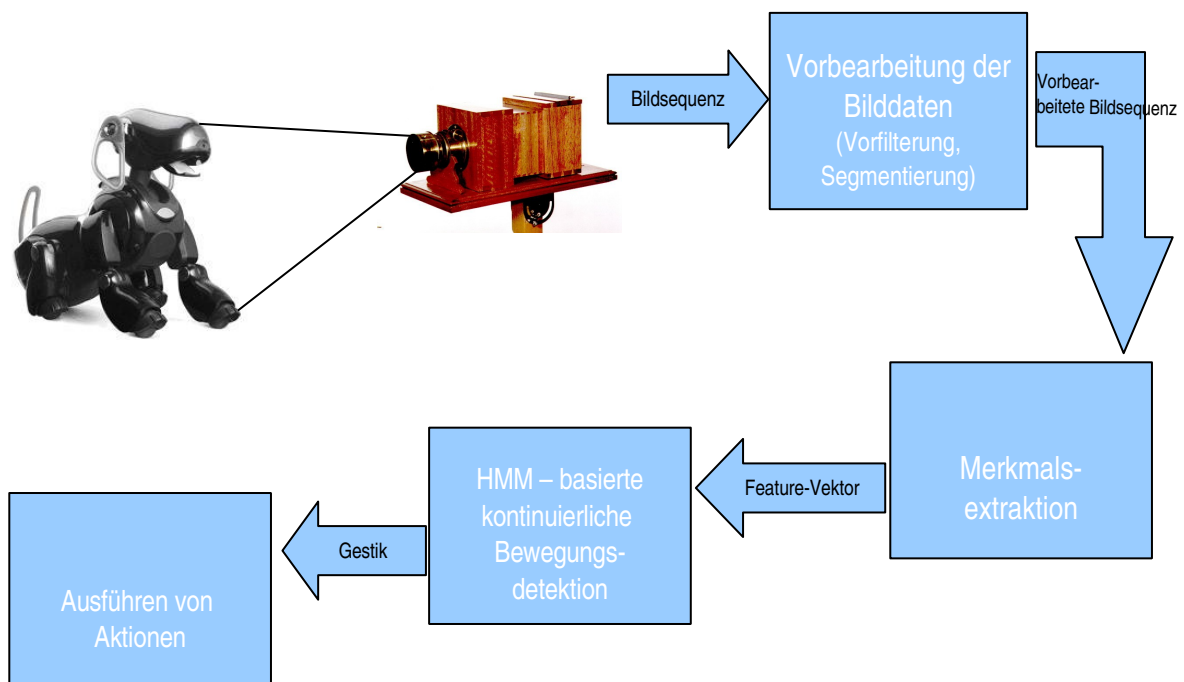 Bildsequenz
Vorbearbeitung der
Bilddaten
(Vorfilterung,
Segmentierung)
Vorbear-
beitete Bildsequenz
Merkmals-
extraktion
Feature-Vektor
HMM – basierte
kontinuierliche
Bewegungs-
detektion
Gestik
Ausführen von
Aktionen